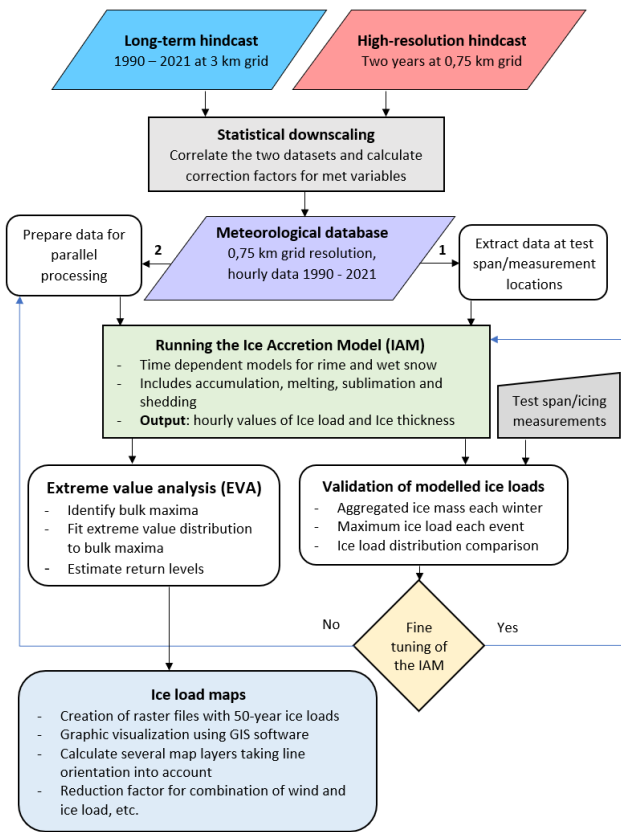 Long-term hindcast
1990 – 2021 at 3 km grid
High-resolution hindcast
Two years at 0,75 km grid
Statistical downscaling
Correlate the two datasets and calculate
correction factors for met variables
Prepare data for
parallel
processing
2
Meteorological database
0,75 km grid resolution,
hourly data 1990 - 2021
1
Extract data at test
span/measurement
locations
Running the Ice Accretion Model (IAM)
- Time dependent models for rime and wet snow
- Includes accumulation, melting, sublimation and
shedding
- Output: hourly values of Ice load and Ice thickness
Test span/icing
measurements
Extreme value analysis (EVA)
- Identify bulk maxima
- Fit extreme value distribution
to bulk maxima
- Estimate return levels
Validation of modelled ice loads
- Aggregated ice mass each winter
- Maximum ice load each event
- Ice load distribution comparison
No
Fine
tuning of
the IAM
Yes
Ice load maps
- Creation of raster files with 50-year ice loads
- Graphic visualization using GIS software
- Calculate several map layers taking line
orientation into account
- Reduction factor for combination of wind and
ice load, etc.